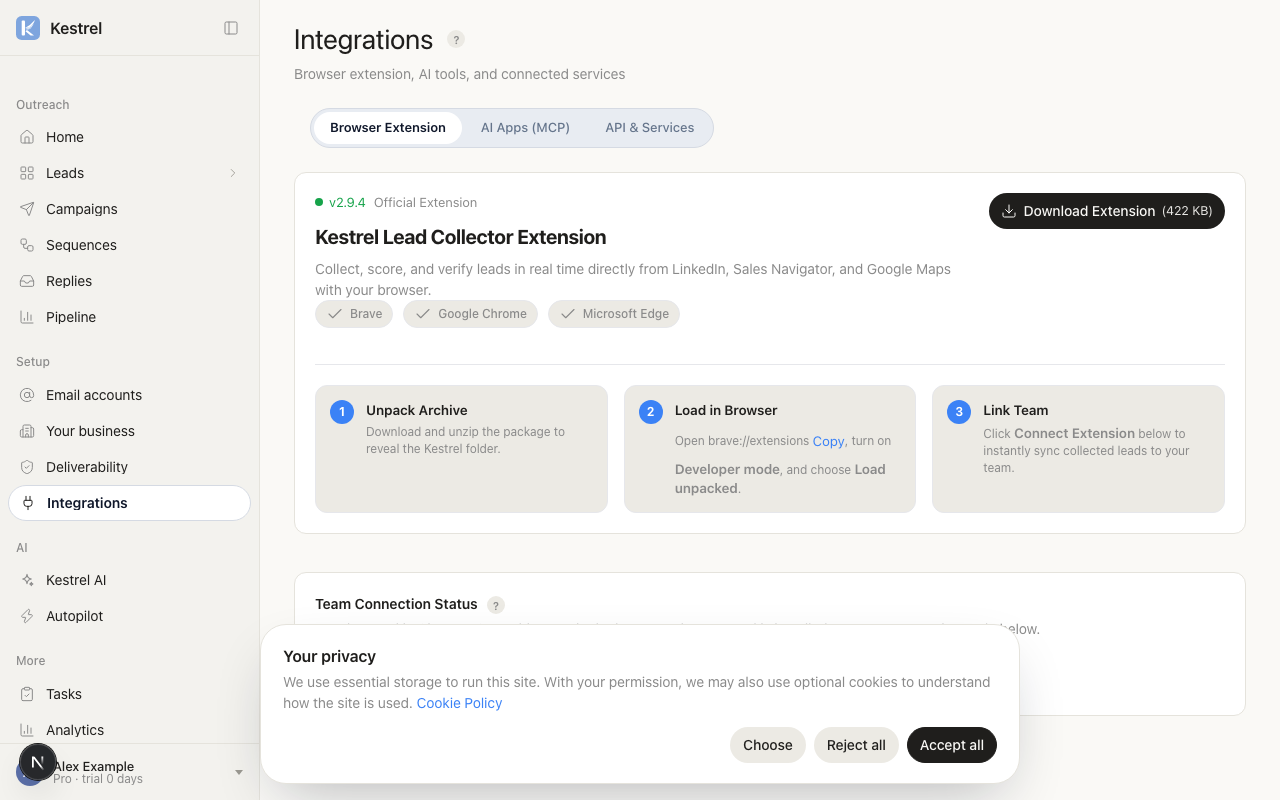 Kestrel
Outreach
Home
Leads
Campaigns
Sequences
Replies
Pipeline
Setup
Email accounts
Your business
Deliverability
Integrations
AI
Kestrel AI
Autopilot
More
Tasks
Analytics
N
Alex Example
Pro · trial 0 days
Integrations ?
Browser extension, AI tools, and connected services
Browser Extension AI Apps (MCP) API & Services
v2.9.4 Official Extension
Download Extension (422 KB)
Kestrel Lead Collector Extension
Collect, score, and verify leads in real time directly from LinkedIn, Sales Navigator, and Google Maps
with your browser.
Brave Google Chrome Microsoft Edge
1 Unpack Archive
Download and unzip the package to
reveal the Kestrel folder.
2 Load in Browser
Open brave://extensions Copy, turn on
Developer mode, and choose Load
unpacked.
3 Link Team
Click Connect Extension below to
instantly sync collected leads to your
team.
Team Connection Status ?
below.
Your privacy
We use essential storage to run this site. With your permission, we may also use optional cookies to understand
how the site is used. Cookie Policy
Choose Reject all Accept all